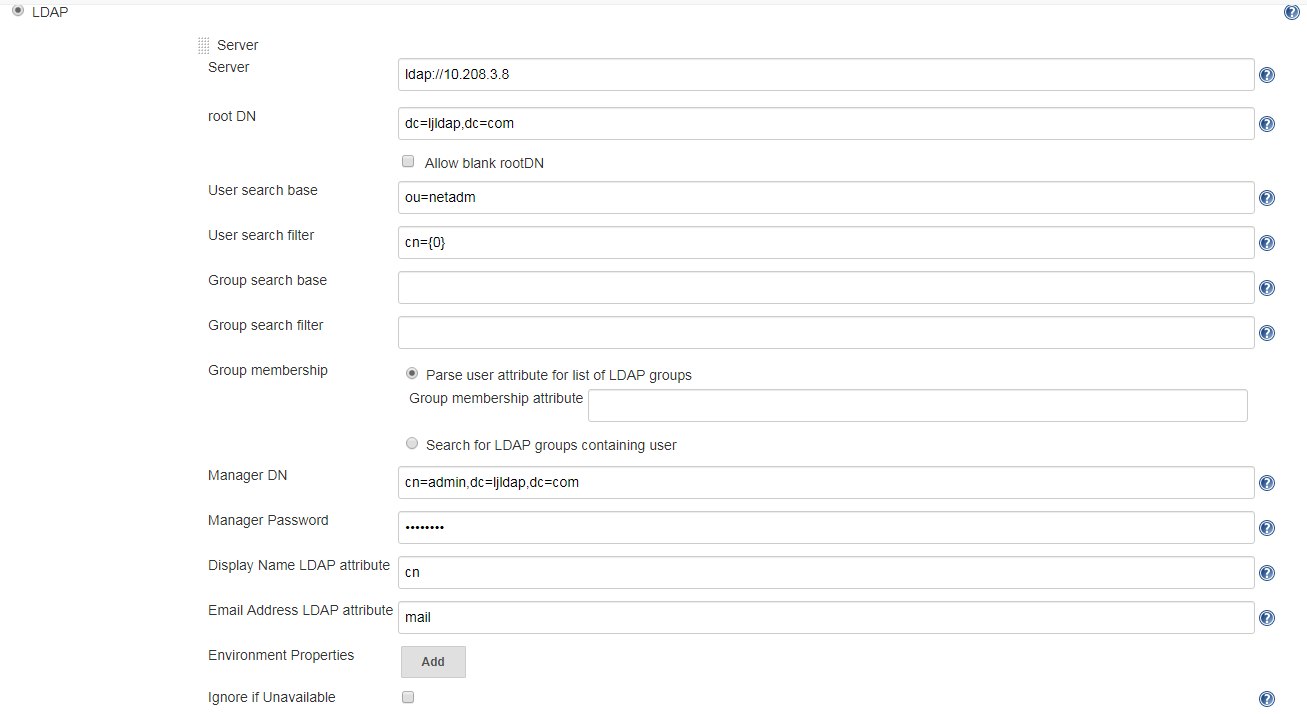 LDAP
Server
Server
ldap://10.208.3.8
root DN
dc=ljldap,dc=com
Allow blank rootDN
User search base
ou=netadm
User search filter
cn={0}
Group search base
Group search filter
Group membership
Parse user attribute for list of LDAP groups
Group membership attribute
Search for LDAP groups containing user
Manager DN
cn=admin,dc=ljldap,dc=com
Manager Password
••••••••
Display Name LDAP attribute
cn
Email Address LDAP attribute
mail
Environment Properties
Add
Ignore if Unavailable